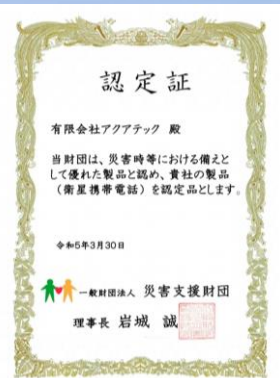 認定証
有限会社アクアテック 殿
当財団は、災害時等における備えと
して優れた製品と認め、貴社の製品
(衛星携帯電話)を認定品とします。
令和5年3月30日
一般財団法人 災害支援財団
理事長 岩城 誠